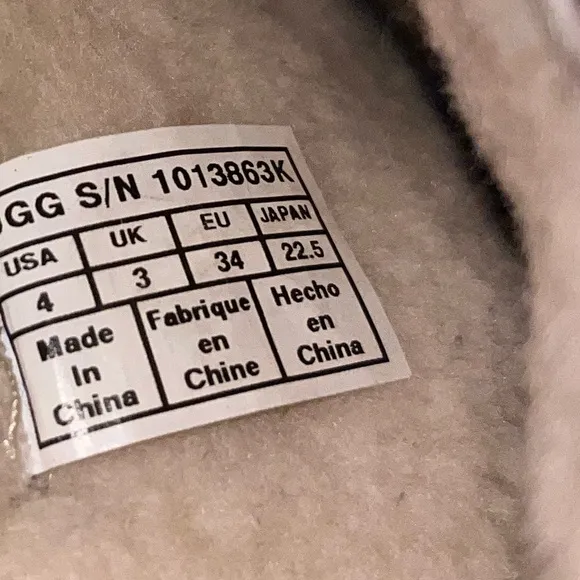 GG S/N 1013863K
USA UK EU JAPAN
4 3 34 22.5
Made In China
Fabrique en Chine
Hecho en China